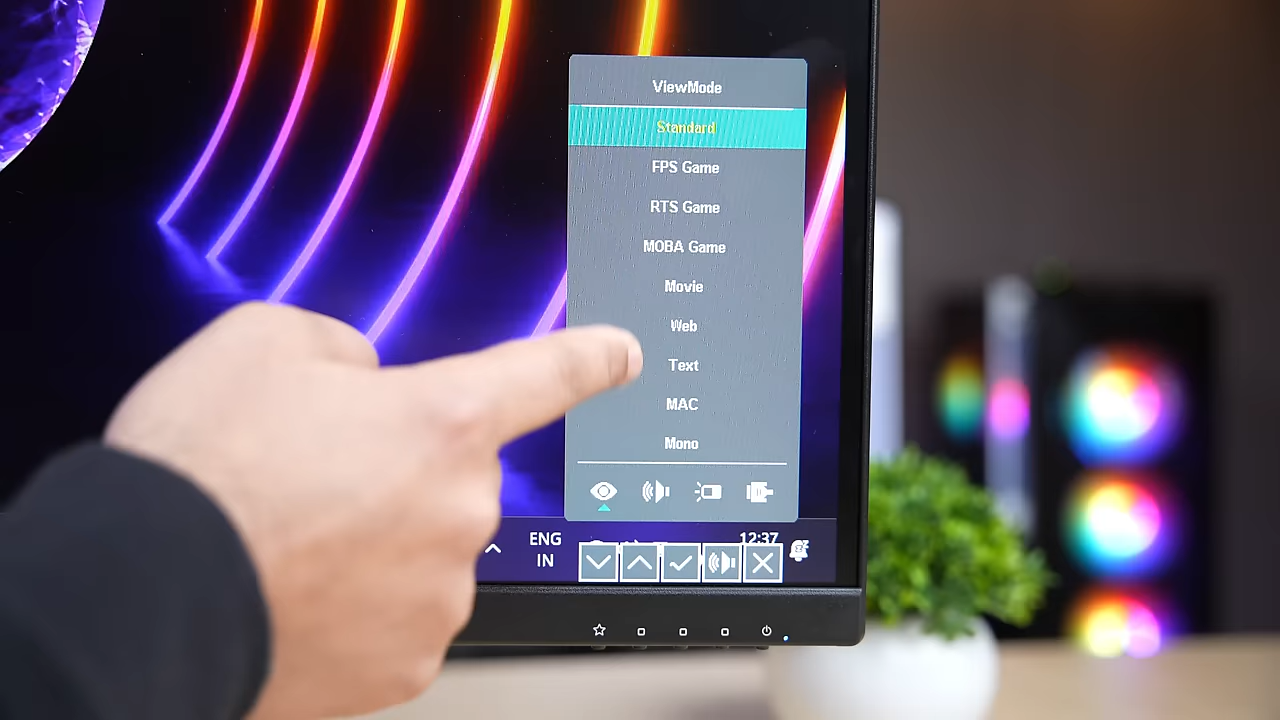 ViewMode
Standard
FPS Game
RTS Game
MOBA Game
Movie
Web
Text
MAC
Mono
ENG
IN
12:37